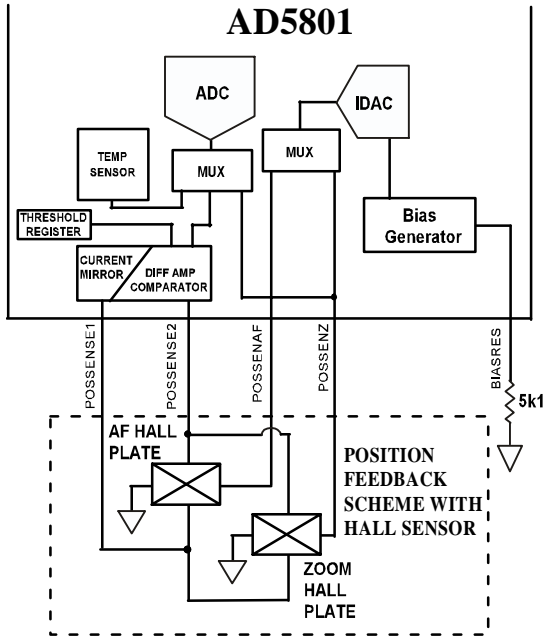 AD5801
ADC
IDAC
TEMP
SENSOR
MUX
MUX
THRESHOLD
REGISTER
Bias
Generator
CURRENT
MIRROR
DIFF AMP
COMPARATOR
POSSENSE1
POSSENSE2
POSSENAF
POSSENZ
BIASRES
5k1
AF HALL
PLATE
POSITION
FEEDBACK
SCHEME WITH
HALL SENSOR
ZOOM
HALL
PLATE